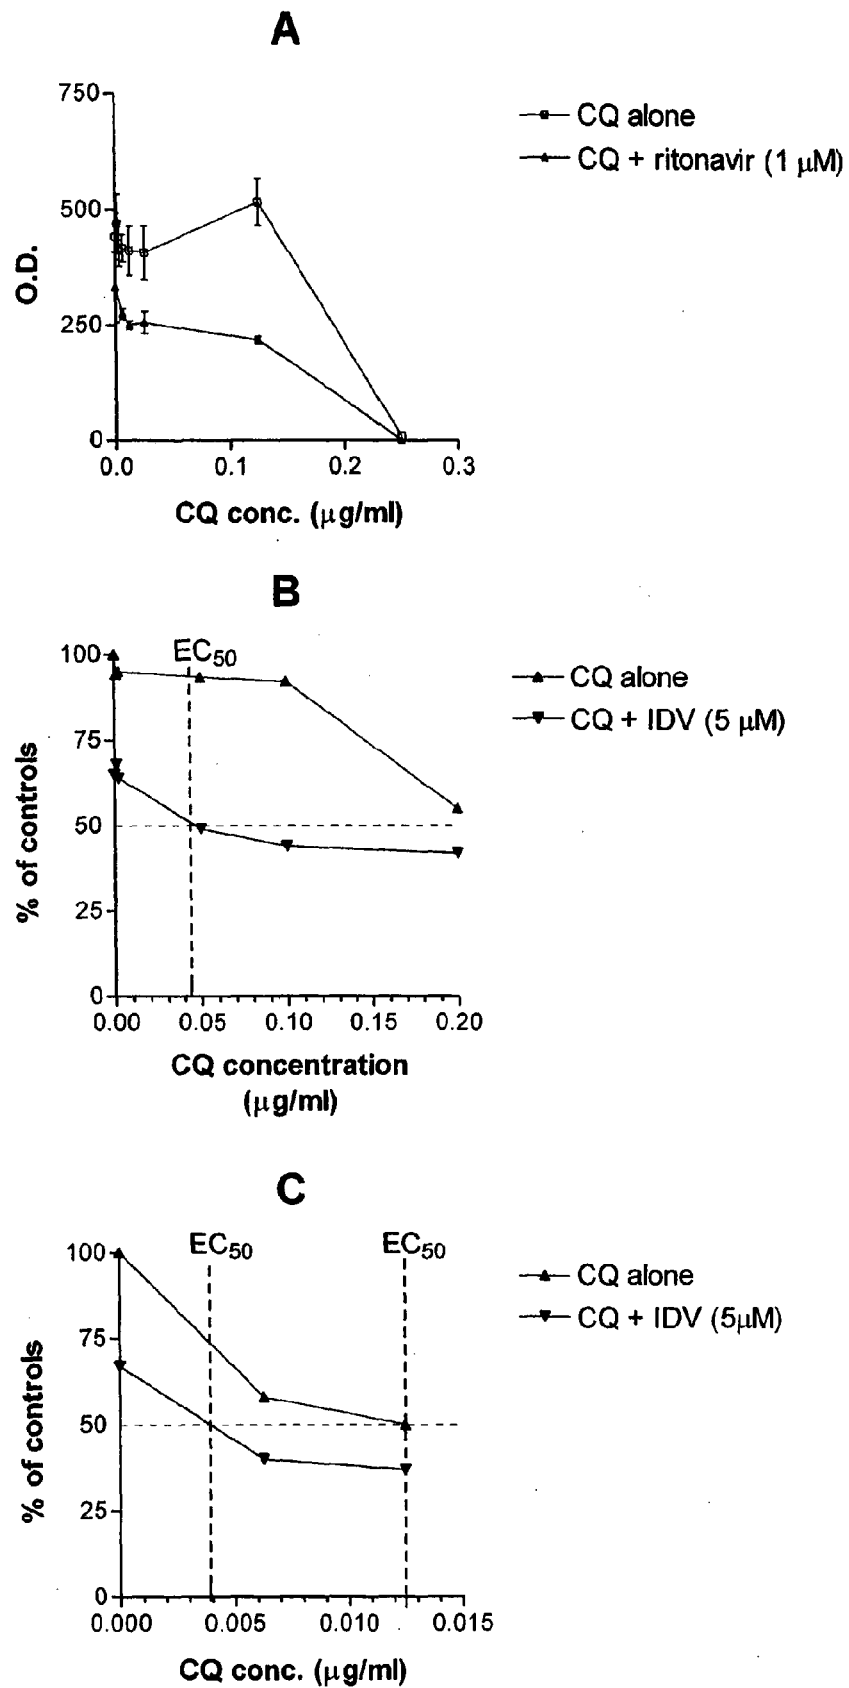 A
750
500
250
0
O.D.
0.0 0.1 0.2 0.3
CQ conc. (μg/ml)
CQ alone
CQ + ritonavir (1 μM)
B
100
75
50
25
0
% of controls
EC50
0.00 0.05 0.10 0.15 0.20
CQ concentration
(μg/ml)
CQ alone
CQ + IDV (5 μM)
C
100
75
50
25
0
% of controls
EC50 EC50
0.000 0.005 0.010 0.015
CQ conc. (μg/ml)
CQ alone
CQ + IDV (5μM)